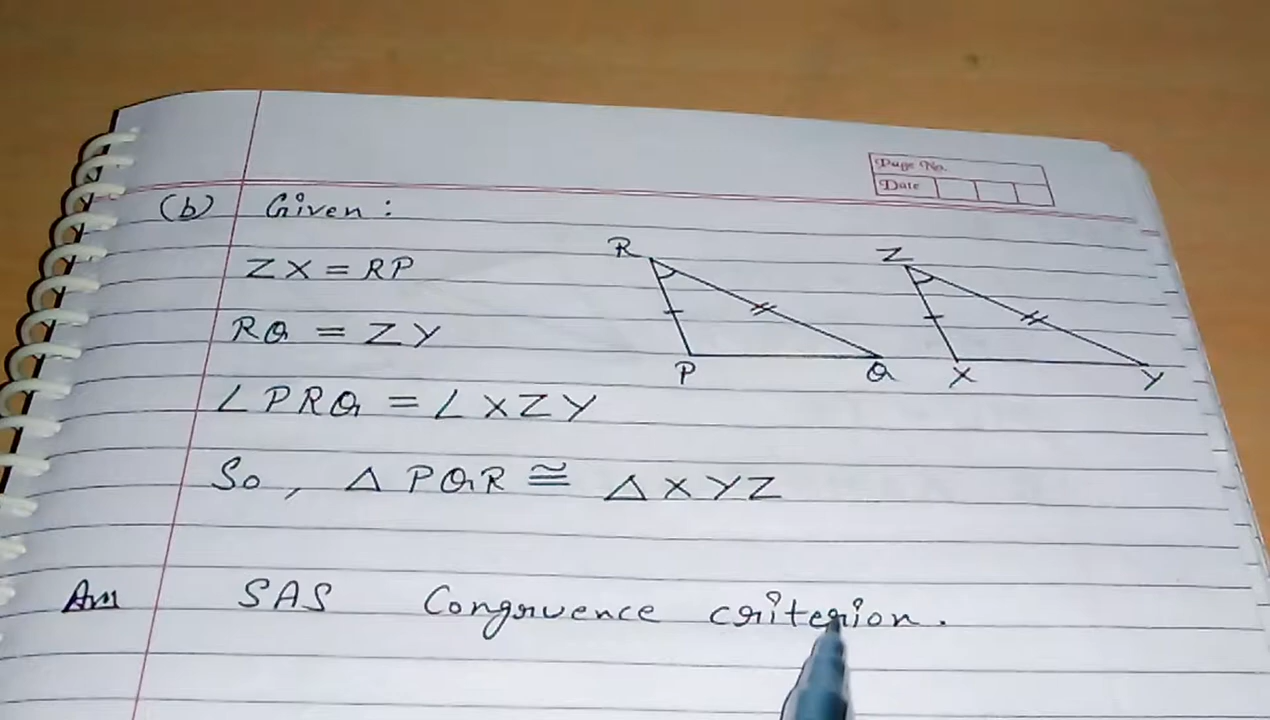 Page No.
Date
(b) Given :
ZX = RP
RQ = ZY
∠PRQ = ∠XZY
So, △PQR ≅ △XYZ
Ans SAS Congruence criterion.
R
Z
P Q X Y